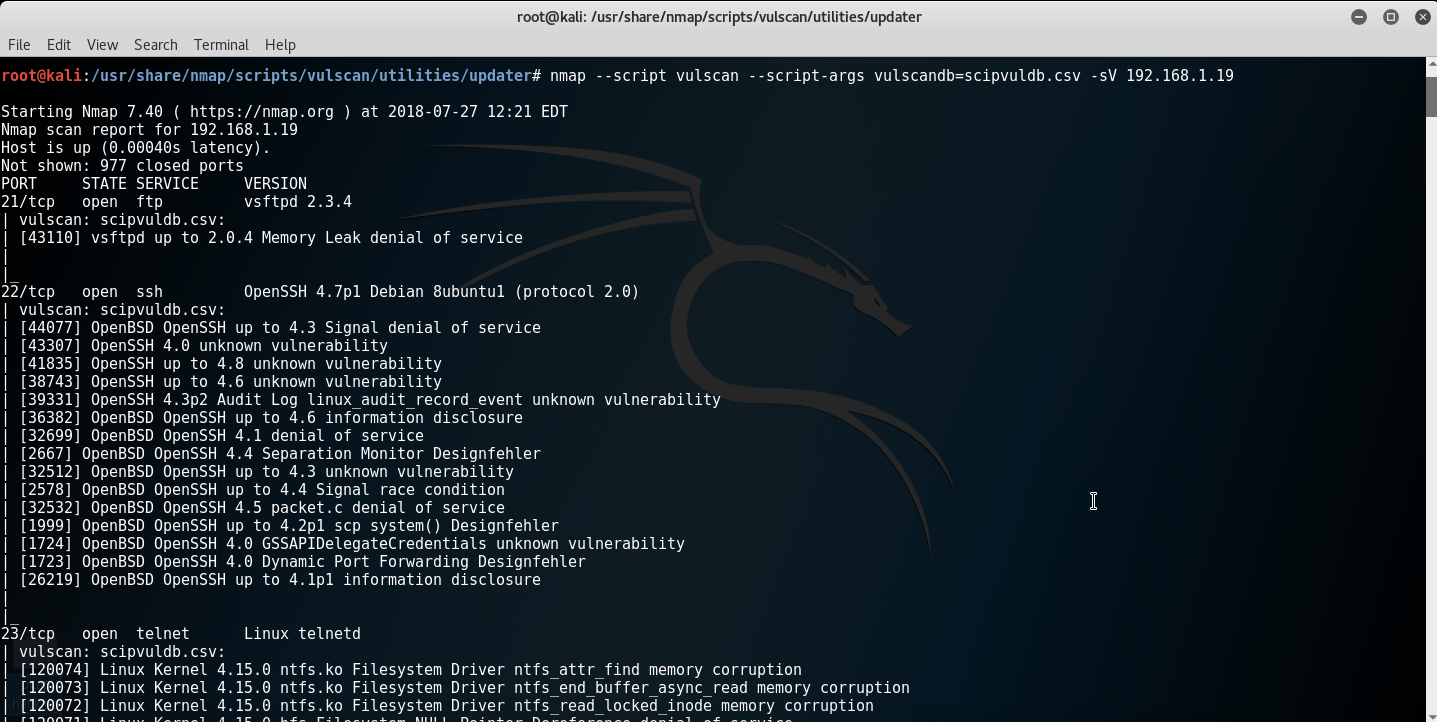 root@kali: /usr/share/nmap/scripts/vulscan/utilities/updater
File Edit View Search Terminal Help
root@kali:/usr/share/nmap/scripts/vulscan/utilities/updater# nmap --script vulscan --script-args vulscandb=scipvuldb.csv -sV 192.168.1.19
Starting Nmap 7.40 ( https://nmap.org ) at 2018-07-27 12:21 EDT
Nmap scan report for 192.168.1.19
Host is up (0.00040s latency).
Not shown: 977 closed ports
PORT     STATE SERVICE     VERSION
21/tcp   open  ftp         vsftpd 2.3.4
| vulscan: scipvuldb.csv:
| [43110] vsftpd up to 2.0.4 Memory Leak denial of service
|
|_
22/tcp   open  ssh         OpenSSH 4.7p1 Debian 8ubuntu1 (protocol 2.0)
| vulscan: scipvuldb.csv:
| [44077] OpenBSD OpenSSH up to 4.3 Signal denial of service
| [43307] OpenSSH 4.0 unknown vulnerability
| [41835] OpenSSH up to 4.8 unknown vulnerability
| [38743] OpenSSH up to 4.6 unknown vulnerability
| [39331] OpenSSH 4.3p2 Audit Log linux_audit_record_event unknown vulnerability
| [36382] OpenSSH up to 4.6 information disclosure
| [32699] OpenBSD OpenSSH 4.1 denial of service
| [2667] OpenBSD OpenSSH 4.4 Separation Monitor Designfehler
| [32512] OpenBSD OpenSSH up to 4.3 unknown vulnerability
| [2578] OpenBSD OpenSSH up to 4.4 Signal race condition
| [32532] OpenBSD OpenSSH 4.5 packet.c denial of service
| [1999] OpenBSD OpenSSH up to 4.2p1 scp system() Designfehler
| [1724] OpenBSD OpenSSH 4.0 GSSAPIDelegateCredentials unknown vulnerability
| [1723] OpenBSD OpenSSH 4.0 Dynamic Port Forwarding Designfehler
| [26219] OpenBSD OpenSSH up to 4.1p1 information disclosure
|
|_
23/tcp   open  telnet      Linux telnetd
| vulscan: scipvuldb.csv:
| [120074] Linux Kernel 4.15.0 ntfs.ko Filesystem Driver ntfs_attr_find memory corruption
| [120073] Linux Kernel 4.15.0 ntfs.ko Filesystem Driver ntfs_end_buffer_async_read memory corruption
| [120072] Linux Kernel 4.15.0 ntfs.ko Filesystem Driver ntfs_read_locked_inode memory corruption
| [120071] Linux Kernel 4.15.0 hfs Filesystem NULL Pointer Dereference denial of service